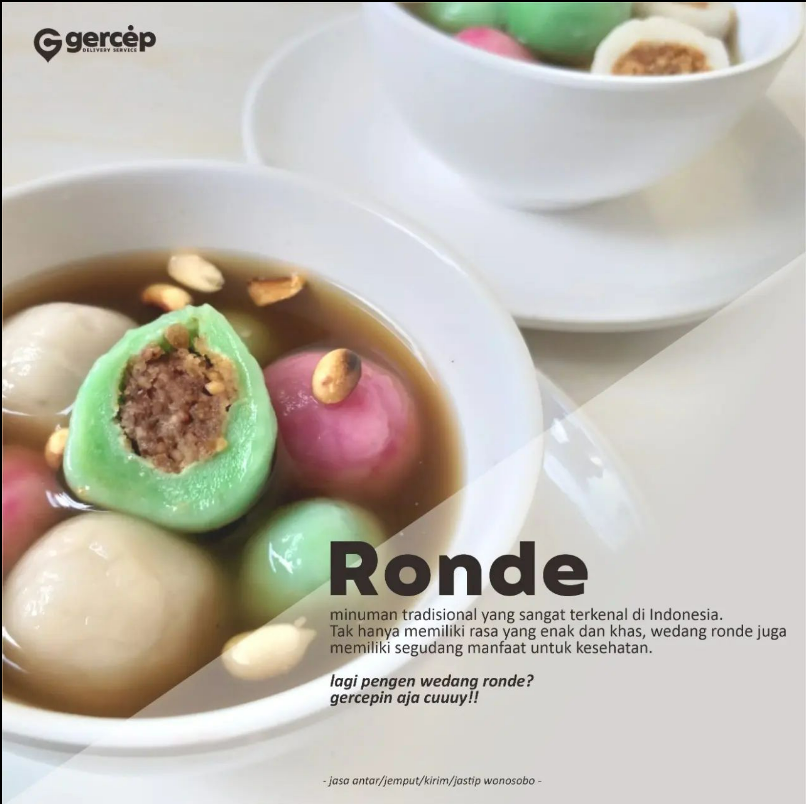 gercep
DELIVERY SERVICE
Ronde
minuman tradisional yang sangat terkenal di Indonesia.
Tak hanya memiliki rasa yang enak dan khas, wedang ronde juga
memiliki segudang manfaat untuk kesehatan.
lagi pengen wedang ronde?
gercepin aja cuuuy!!
- jasa antar/jemput/kirim/jastip wonosobo -